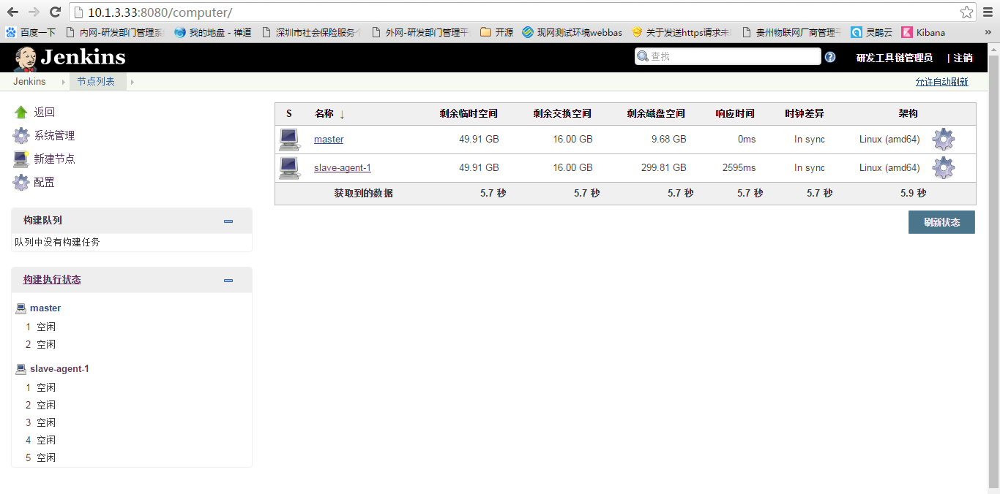 10.1.3.33:8080/computer/
百度一下 内网-研发部门管理系 我的地盘 - 禅道 深圳市社会保险服务 外网-研发部门管理平 开源 现网测试环境webbas 关于发送https请求未 贵州物联网厂商管理平 灵鹊云 Kibana »
Jenkins 查找 ? 研发工具链管理员 | 注销
Jenkins 节点列表 允许自动刷新
返回
系统管理
新建节点
配置
构建队列
队列中没有构建任务
构建执行状态
master
1 空闲
2 空闲
slave-agent-1
1 空闲
2 空闲
3 空闲
4 空闲
5 空闲
S 名称 ↓ 剩余临时空间 剩余交换空间 剩余磁盘空间 响应时间 时钟差异 架构
master 49.91 GB 16.00 GB 9.68 GB 0ms In sync Linux (amd64)
slave-agent-1 49.91 GB 16.00 GB 299.81 GB 2595ms In sync Linux (amd64)
获取到的数据 5.7 秒 5.7 秒 5.7 秒 5.7 秒 5.7 秒 5.9 秒
刷新状态